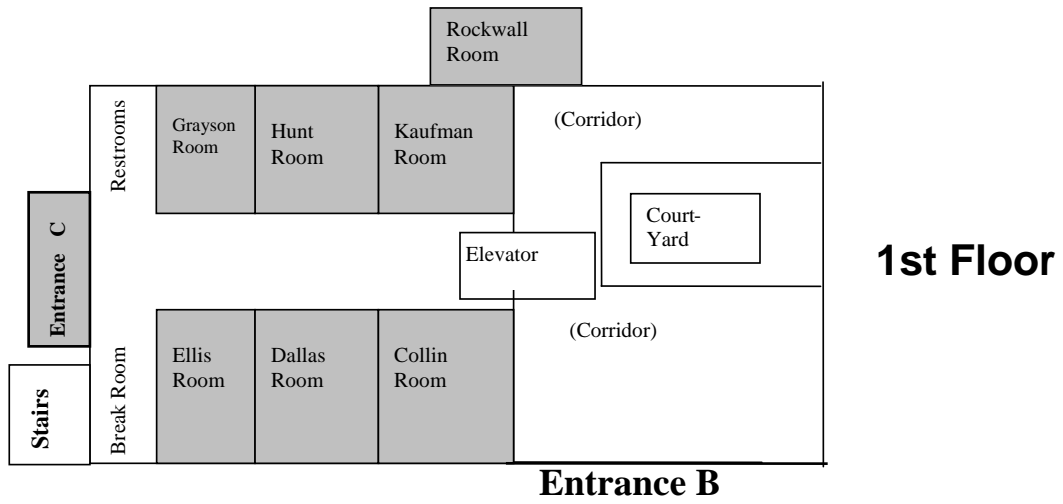 Rockwall
Room
Restrooms
Grayson
Room
Hunt
Room
Kaufman
Room
(Corridor)
Entrance C
Court-
Yard
Elevator
1st Floor
(Corridor)
Stairs
Break Room
Ellis
Room
Dallas
Room
Collin
Room
Entrance B